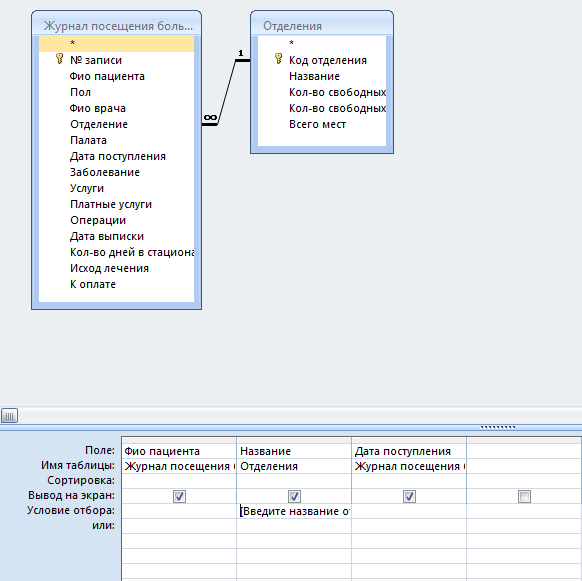 Журнал посещения боль...
*
№ записи
Фио пациента
Пол
Фио врача
Отделение
Палата
Дата поступления
Заболевание
Услуги
Платные услуги
Операции
Дата выписки
Кол-во дней в стациона
Исход лечения
К оплате
1
∞
Отделения
*
Код отделения
Название
Кол-во свободных
Кол-во свободных
Всего мест
Поле: Фио пациента Название Дата поступления
Имя таблицы: Журнал посещения Отделения Журнал посещения
Сортировка:
Вывод на экран:
Условие отбора: [Введите название о
или: